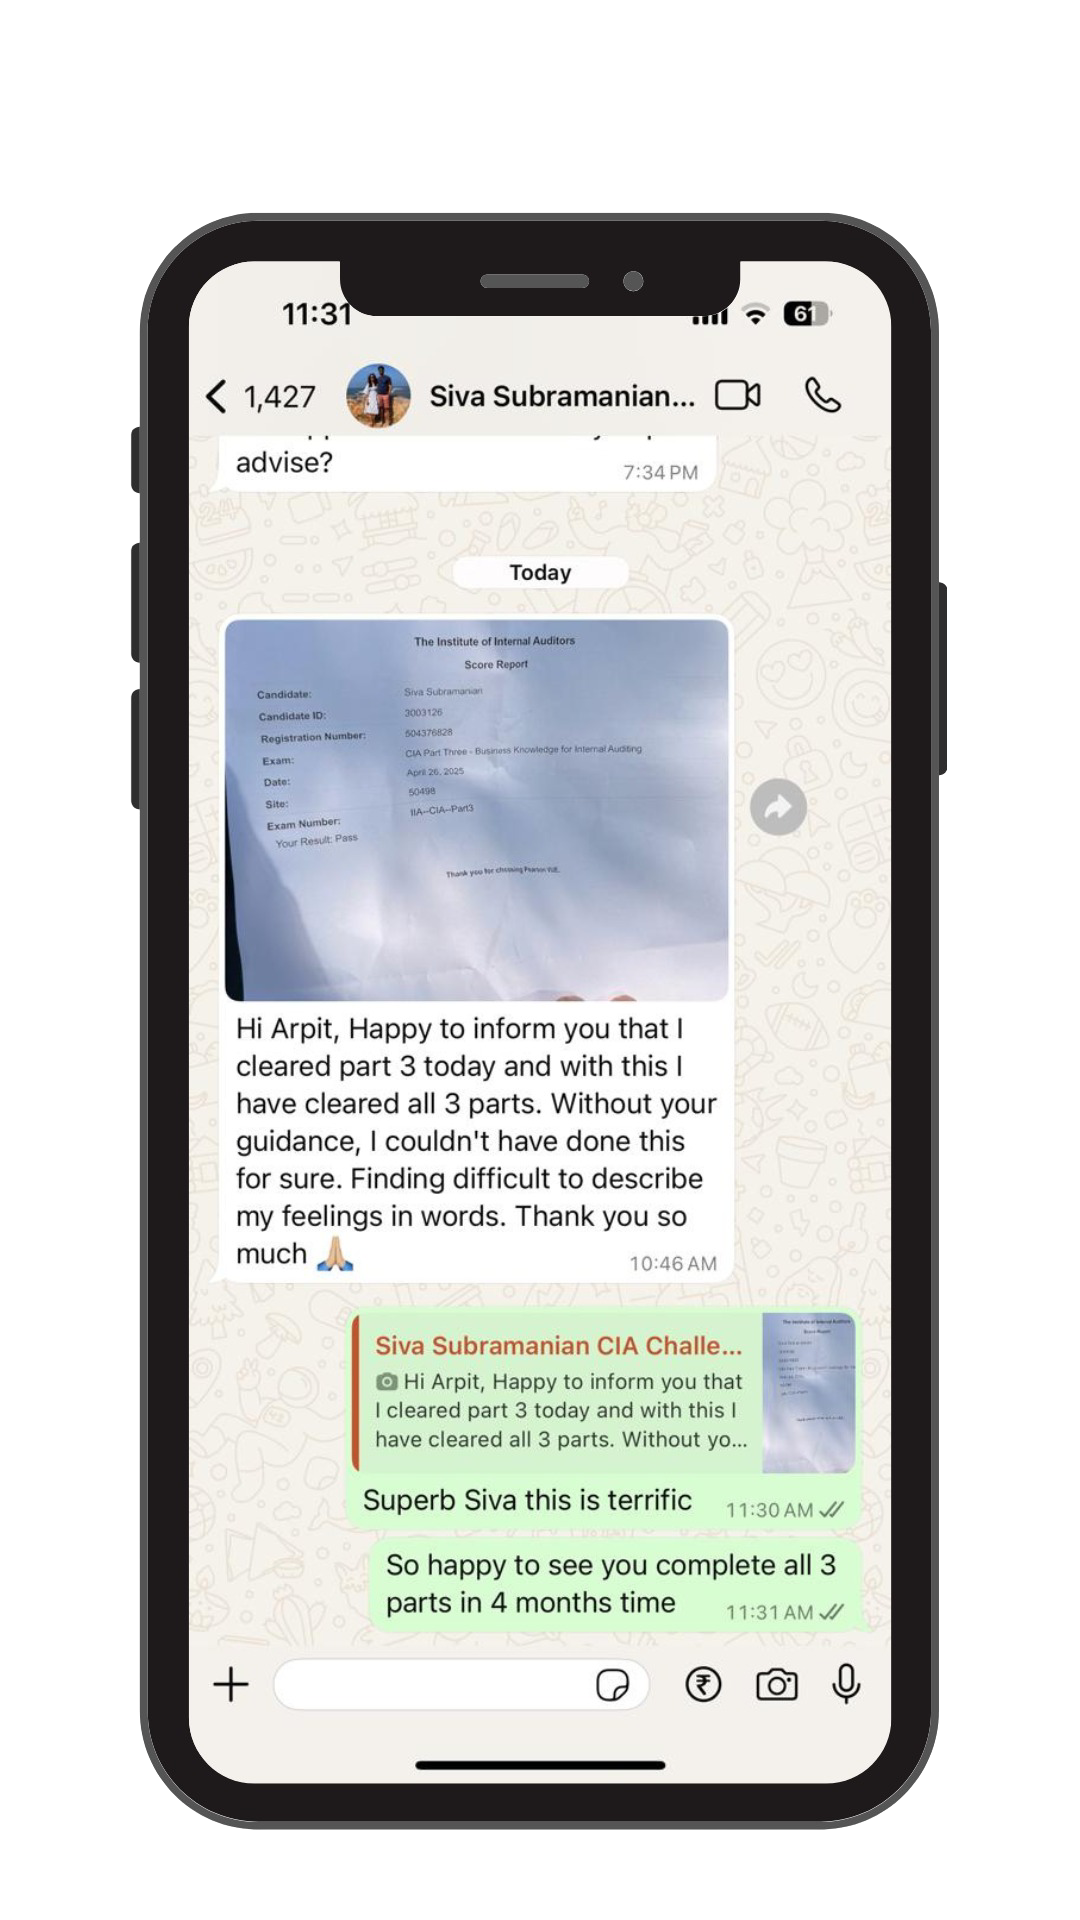 11:31
61
1,427
Siva Subramanian...
advise?
7:34 PM
Today
The Institute of Internal Auditors
Score Report
Candidate: Siva Subramanian
Candidate ID: 3003126
Registration Number: 504376828
Exam: CIA Part Three - Business Knowledge for Internal Auditing
Date: April 26, 2025
Site: 50498
Exam Number: IIA--CIA--Part3
Your Result: Pass
Thank you for choosing Pearson VUE.
Hi Arpit, Happy to inform you that I
cleared part 3 today and with this I
have cleared all 3 parts. Without your
guidance, I couldn't have done this
for sure. Finding difficult to describe
my feelings in words. Thank you so
much 🙏🏼
10:46 AM
Siva Subramanian CIA Challe...
Hi Arpit, Happy to inform you that
I cleared part 3 today and with this I
have cleared all 3 parts. Without yo...
The Institute of Internal Auditors
Score Report
Superb Siva this is terrific
11:30 AM
So happy to see you complete all 3
parts in 4 months time
11:31 AM